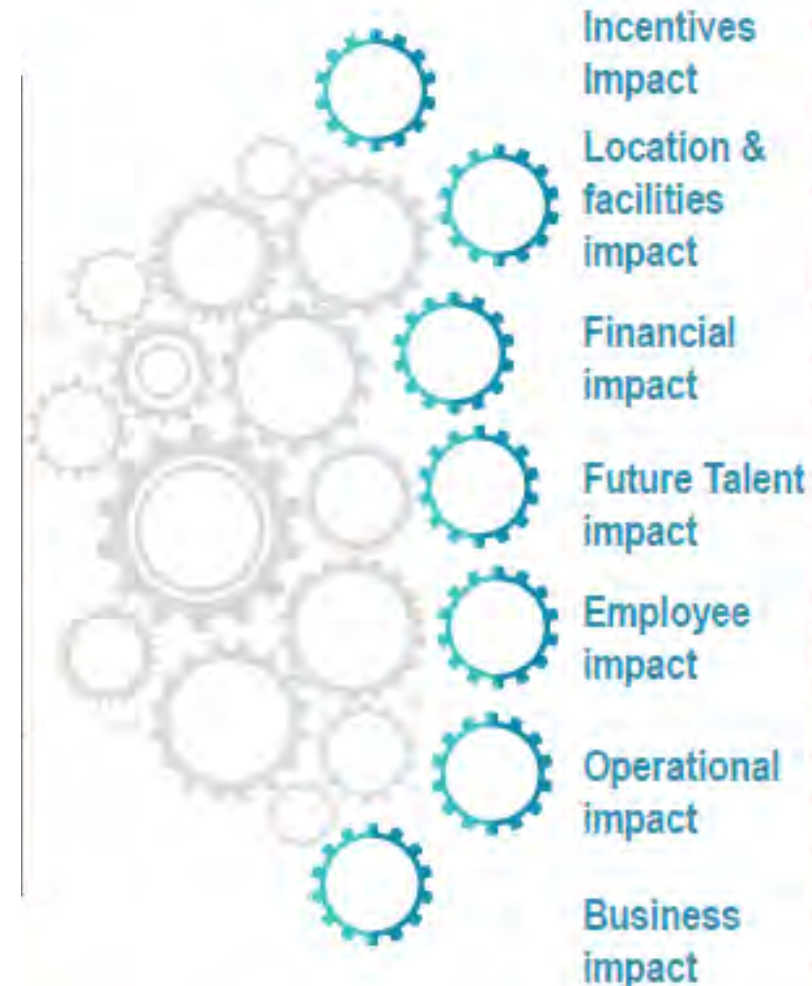 Incentives
Impact
Location &
facilities
impact
Financial
impact
Future Talent
impact
Employee
impact
Operational
impact
Business
impact